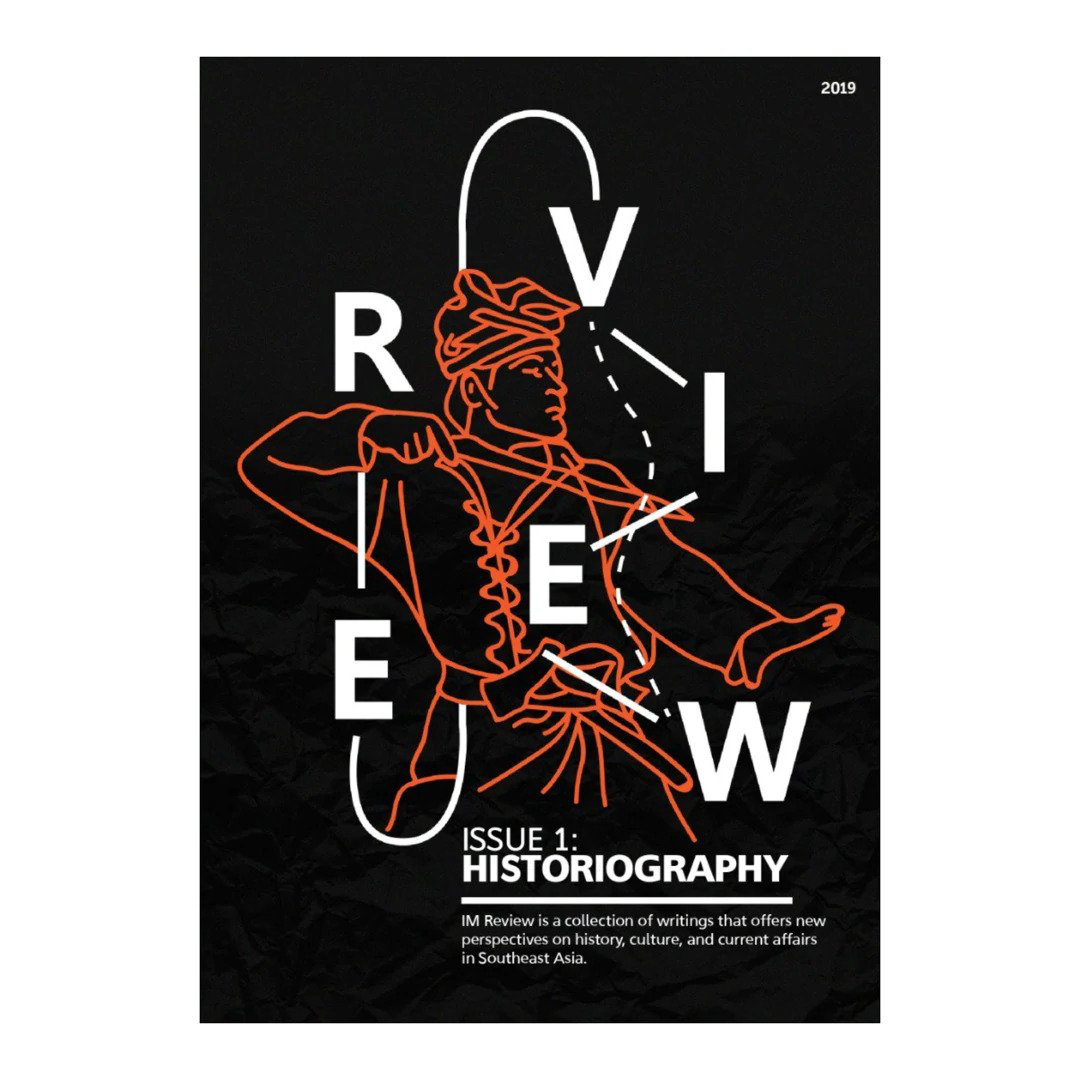 2019
R
E
V
I
E
W
ISSUE 1:
HISTORIOGRAPHY
IM Review is a collection of writings that offers new
perspectives on history, culture, and current affairs
in Southeast Asia.